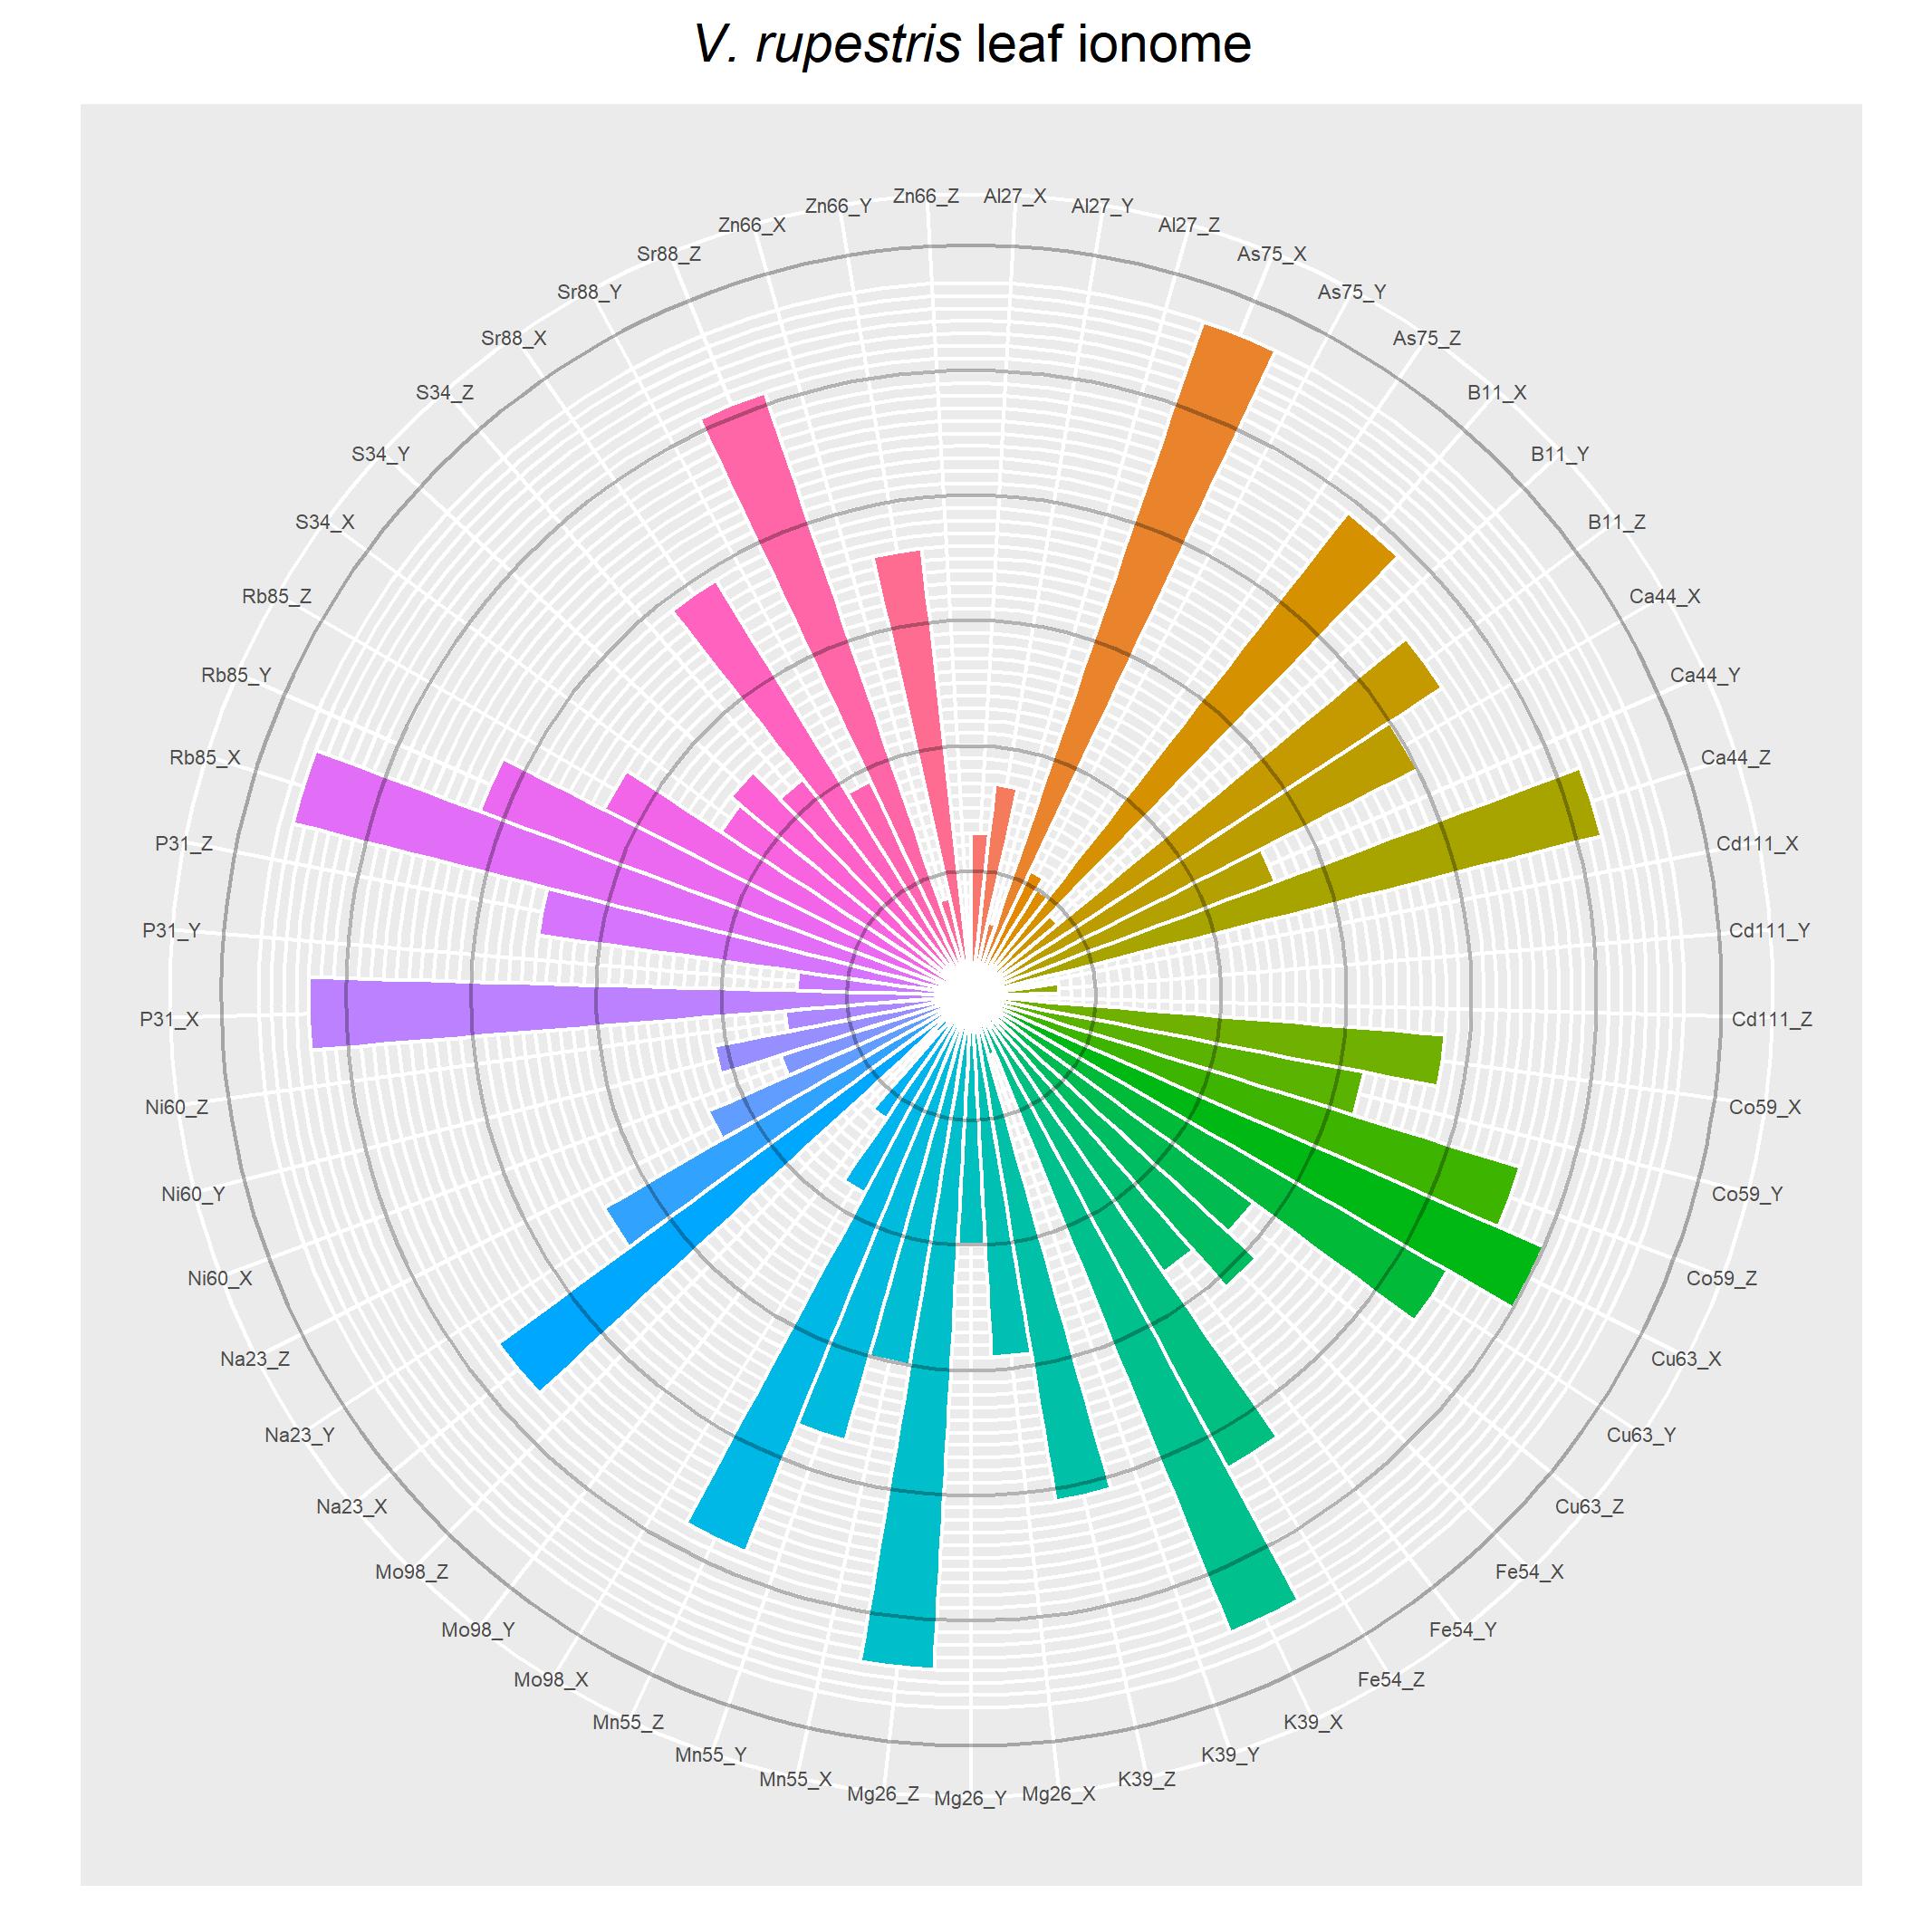 V. rupestris leaf ionome
Al27_X
Al27_Y
Al27_Z
As75_X
As75_Y
As75_Z
B11_X
B11_Y
B11_Z
Ca44_X
Ca44_Y
Ca44_Z
Cd111_X
Cd111_Y
Cd111_Z
Co59_X
Co59_Y
Co59_Z
Cu63_X
Cu63_Y
Cu63_Z
Fe54_X
Fe54_Y
Fe54_Z
K39_X
K39_Y
K39_Z
Mg26_X
Mg26_Y
Mg26_Z
Mn55_X
Mn55_Y
Mn55_Z
Mo98_X
Mo98_Y
Mo98_Z
Na23_X
Na23_Y
Na23_Z
Ni60_X
Ni60_Y
Ni60_Z
P31_X
P31_Y
P31_Z
Rb85_X
Rb85_Y
Rb85_Z
S34_X
S34_Y
S34_Z
Sr88_X
Sr88_Y
Sr88_Z
Zn66_X
Zn66_Y
Zn66_Z